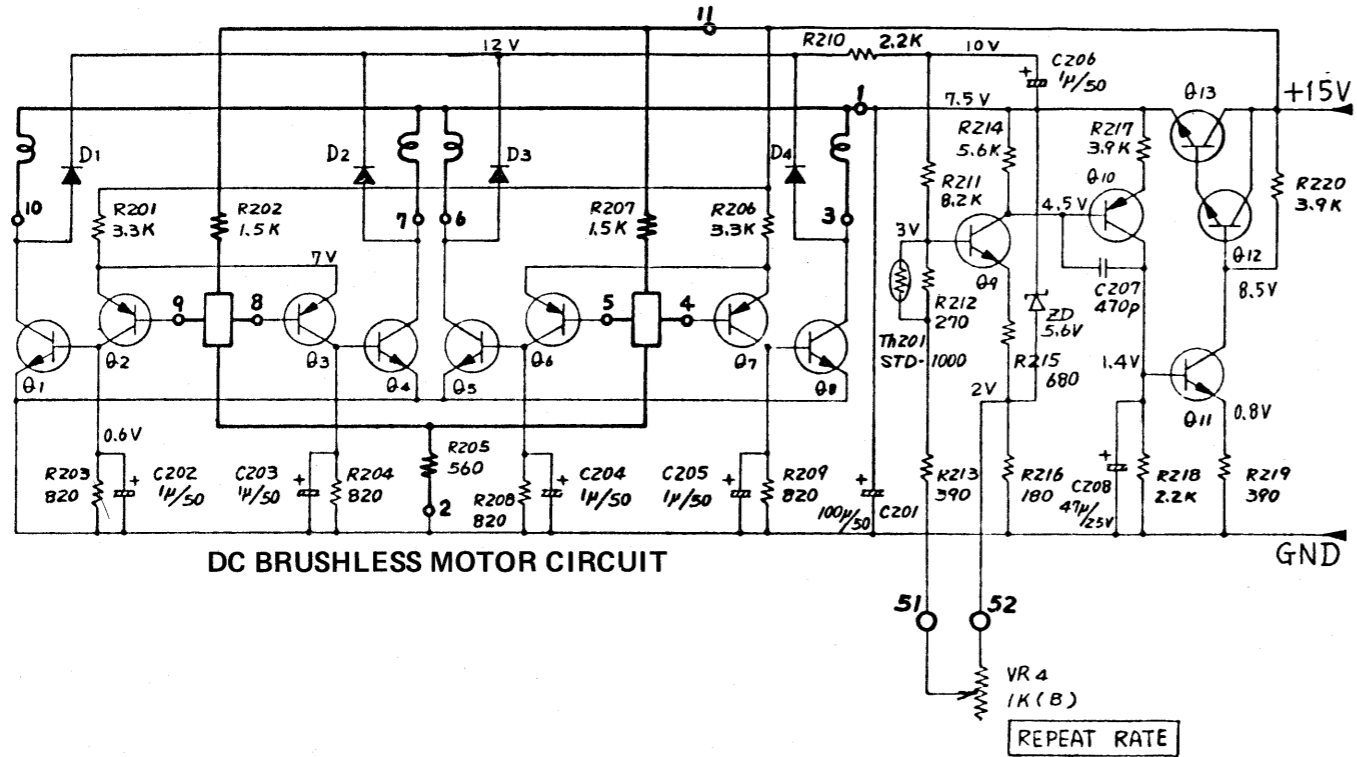 11
12V
R210 2.2K
10V
C206
1μ/50
Q13
+15V
1
7.5V
R214
5.6K
R217
3.9K
D1
D2
D3
D4
R211
8.2K
Q10
R220
3.9K
10
7
6
3
R201
3.3K
R202
1.5K
R207
1.5K
R206
3.3K
4.5V
3V
Q12
8.5V
7V
9
8
5
4
Q9
C207
470p
R212
270
ZD
5.6V
Th201
STD-1000
Q2
Q3
Q6
Q7
Q1
Q4
Q5
Q8
R215
680
1.4V
2V
Q11
0.8V
0.6V
R205
560
R203
820
C202
1μ/50
C203
1μ/50
R204
820
2
R208
820
C204
1μ/50
C205
1μ/50
R209
820
100μ/50 C201
R213
390
R216
180
C208
47μ/25V
R218
2.2K
R219
390
DC BRUSHLESS MOTOR CIRCUIT
GND
51
52
VR4
1K(B)
REPEAT RATE